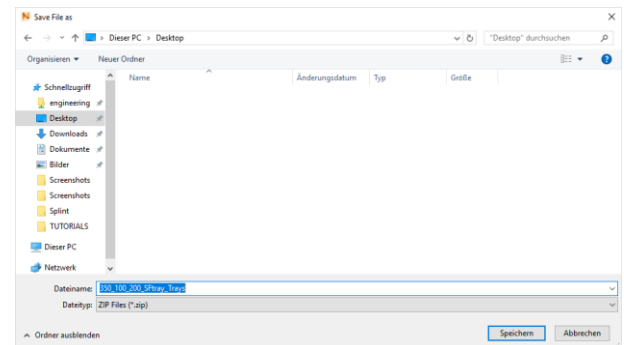 Save File as
Dieser PC > Desktop
"Desktop" durchsuchen
Organisieren
Neuer Ordner
Name
Änderungsdatum
Typ
Größe
Schnellzugriff
engineering
Desktop
Downloads
Dokumente
Bilder
Screenshots
Screenshots
Splint
TUTORIALS
Dieser PC
Netzwerk
Dateiname: 350_100_200_SFtray_Trays
Dateityp: ZIP Files (*.zip)
Ordner ausblenden
Speichern
Abbrechen